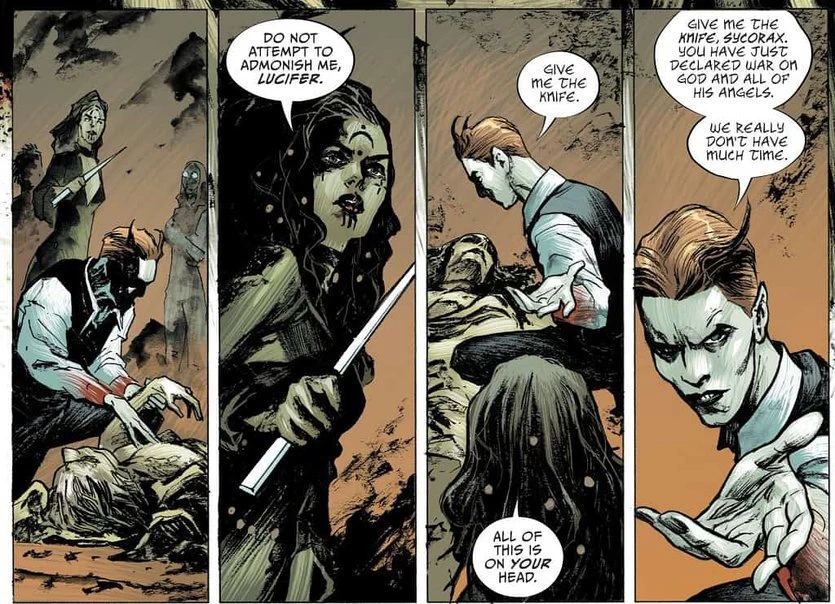 DO NOT
ATTEMPT TO
ADMONISH ME,
LUCIFER.
GIVE
ME THE
KNIFE.
ALL OF
THIS IS
ON YOUR
HEAD.
GIVE ME THE
KNIFE, SYCORAX.
YOU HAVE JUST
DECLARED WAR ON
GOD AND ALL OF
HIS ANGELS.
WE REALLY
DON'T HAVE
MUCH TIME.